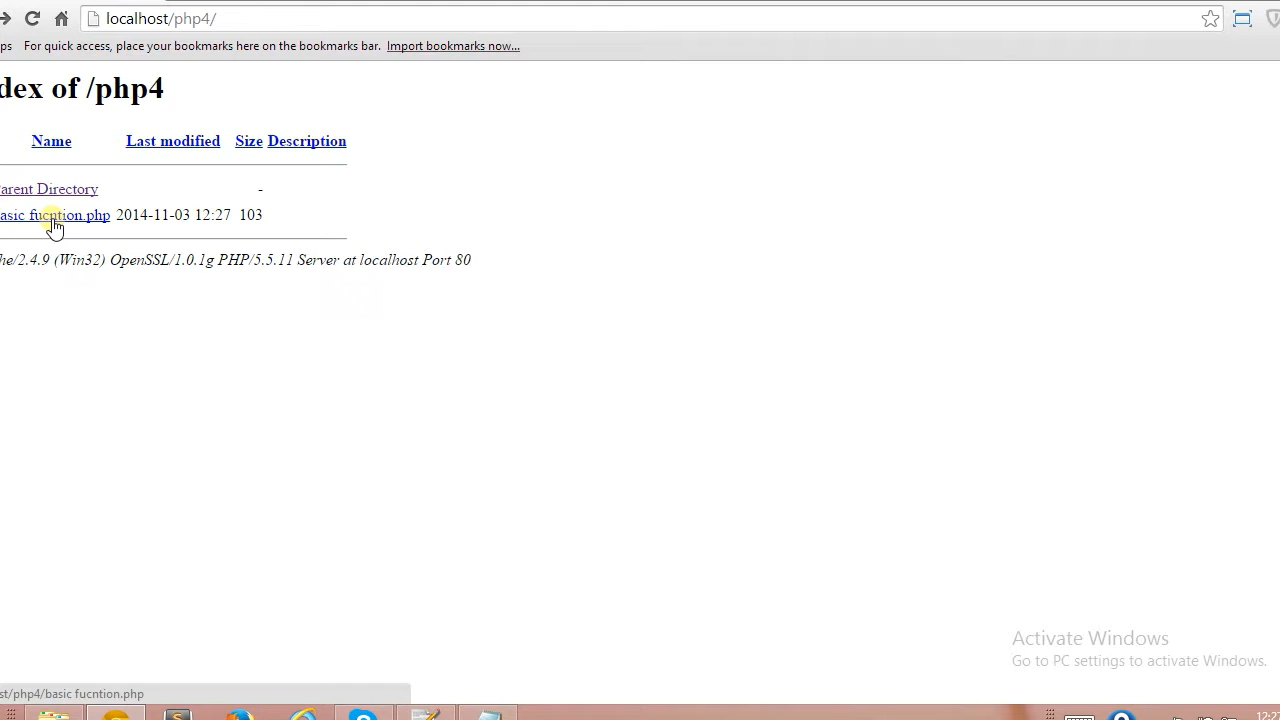 localhost/php4/
ps For quick access, place your bookmarks here on the bookmarks bar. Import bookmarks now...
dex of /php4
Name Last modified Size Description
arent Directory -
asic fucntion.php 2014-11-03 12:27 103
he/2.4.9 (Win32) OpenSSL/1.0.1g PHP/5.5.11 Server at localhost Port 80
Activate Windows
Go to PC settings to activate Windows.
st/php4/basic fucntion.php